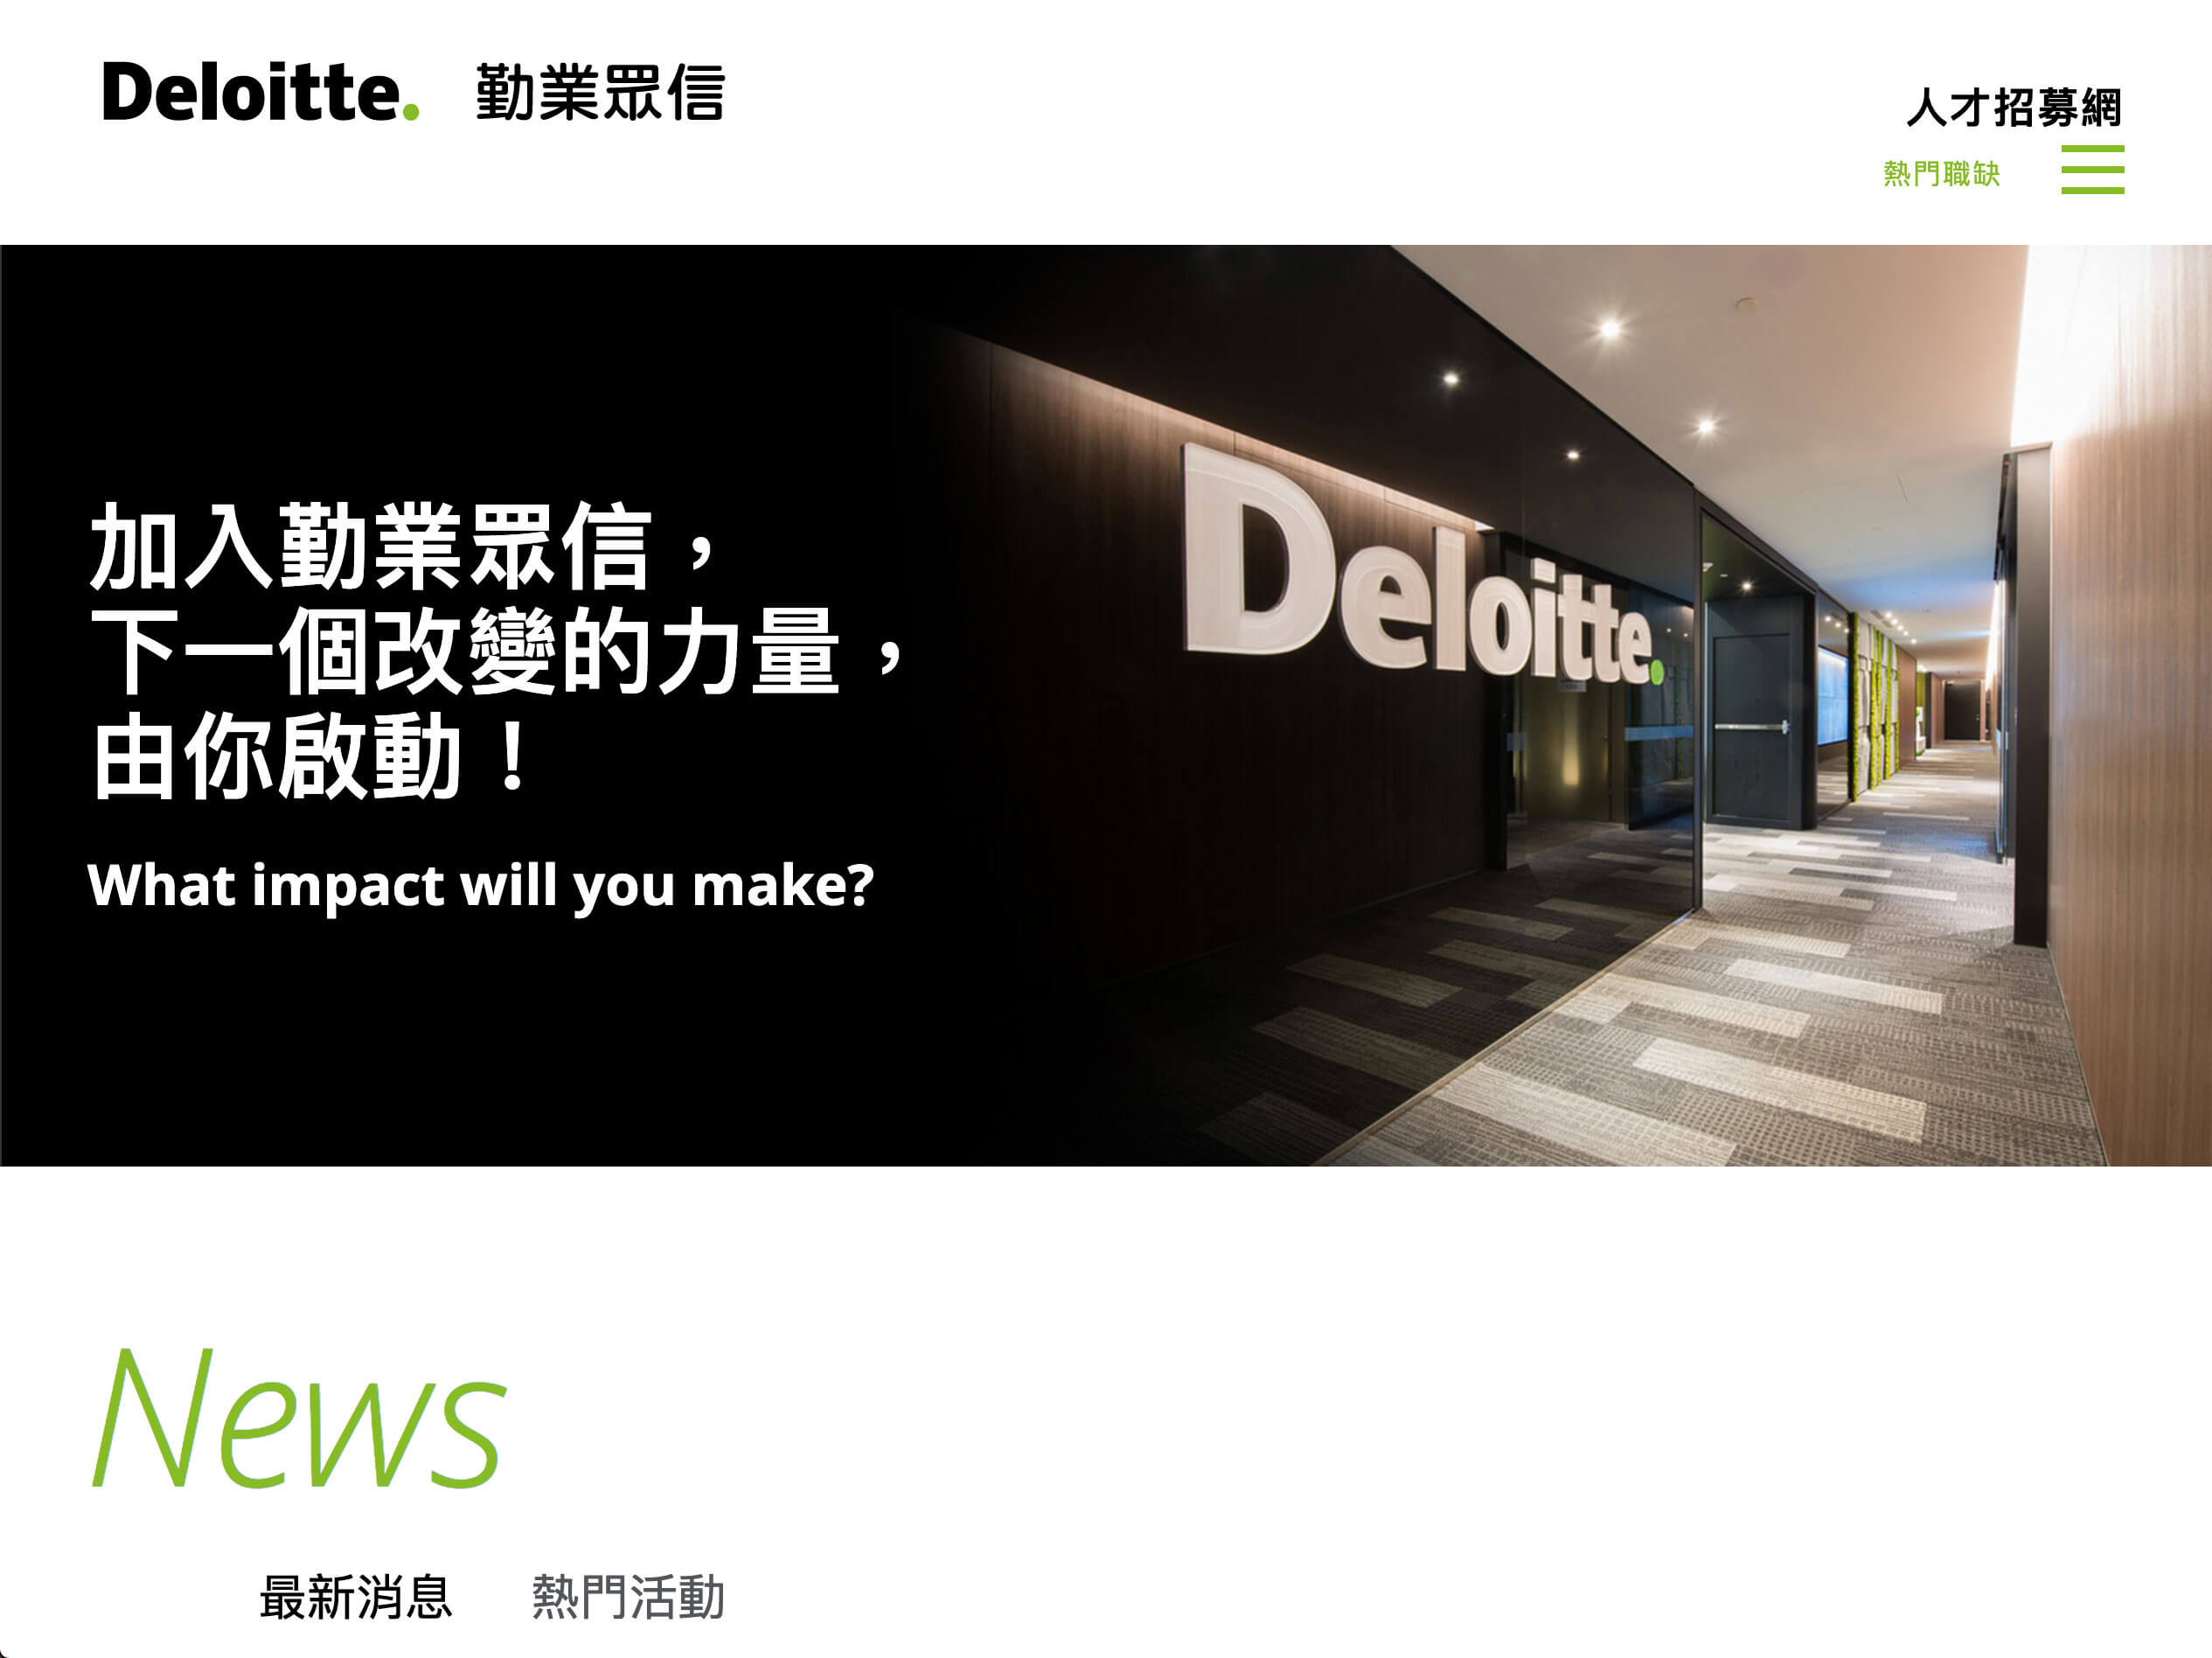 Deloitte. 勤業眾信
人才招募網
熱門職缺
加入勤業眾信，
下一個改變的力量，
由你啟動！
What impact will you make?
Deloitte.
News
最新消息 熱門活動